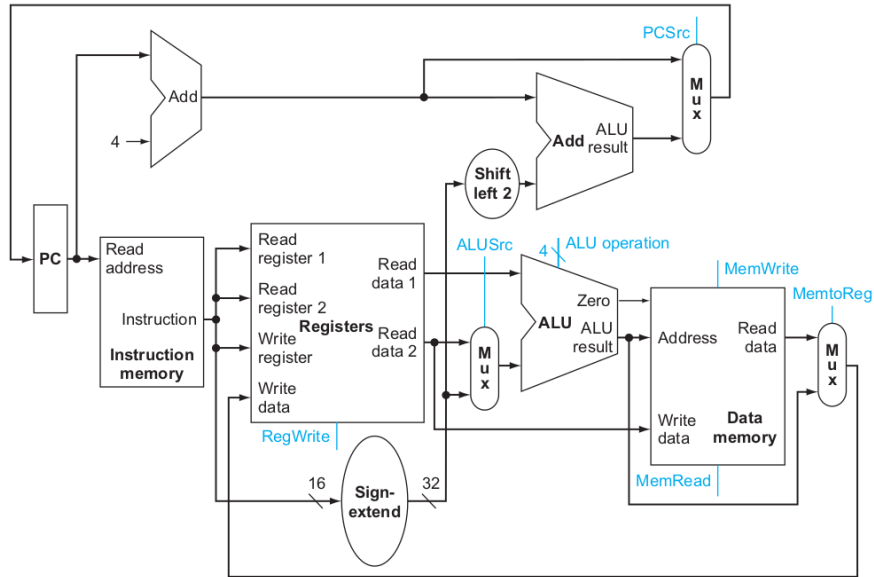 PCSrc
Add
4
M
u
x
Add
ALU
result
Shift
left 2
PC
Read
address
Instruction
Instruction
memory
Read
register 1
Read
register 2
Write
register
Write
data
Registers
Read
data 1
Read
data 2
RegWrite
16
Sign-
extend
32
ALUSrc
M
u
x
4
ALU operation
Zero
ALU
ALU
result
MemWrite
Address
Read
data
Write
data
Data
memory
MemRead
MemtoReg
M
u
x